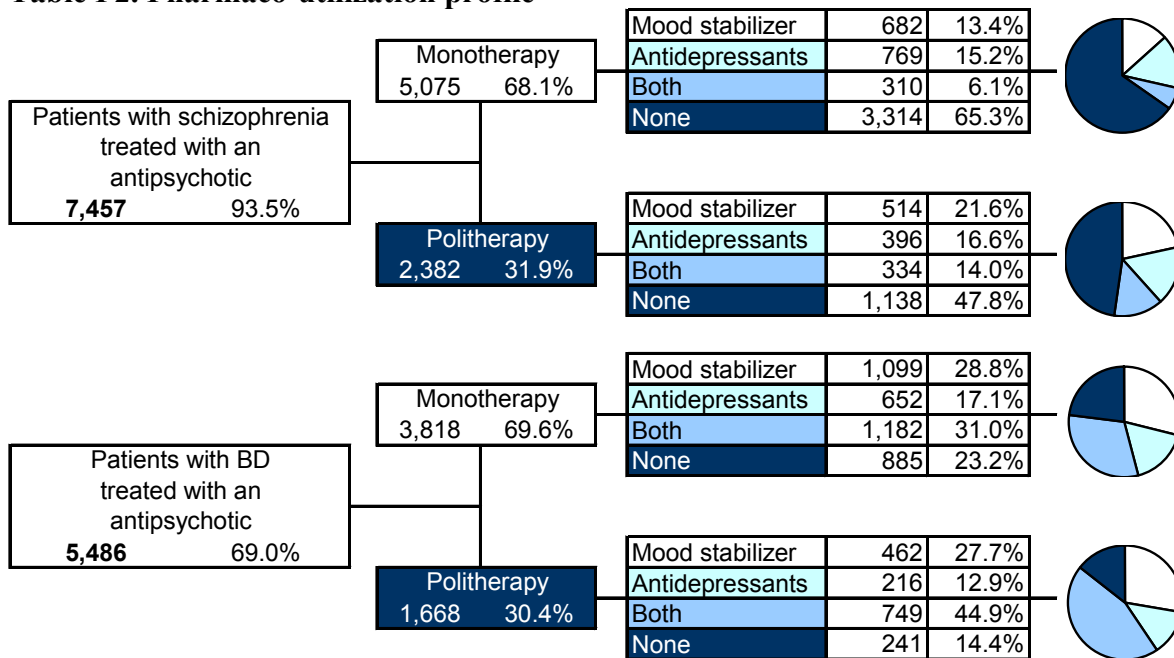 Table Pharmaco-utilization profile
Patients with schizophrenia
treated with an
antipsychotic
7,457 93.5%
Monotherapy
5,075 68.1%
Mood stabilizer 682 13.4%
Antidepressants 769 15.2%
Both 310 6.1%
None 3,314 65.3%
Politherapy
2,382 31.9%
Mood stabilizer 514 21.6%
Antidepressants 396 16.6%
Both 334 14.0%
None 1,138 47.8%
Patients with BD
treated with an
antipsychotic
5,486 69.0%
Monotherapy
3,818 69.6%
Mood stabilizer 1,099 28.8%
Antidepressants 652 17.1%
Both 1,182 31.0%
None 885 23.2%
Politherapy
1,668 30.4%
Mood stabilizer 462 27.7%
Antidepressants 216 12.9%
Both 749 44.9%
None 241 14.4%